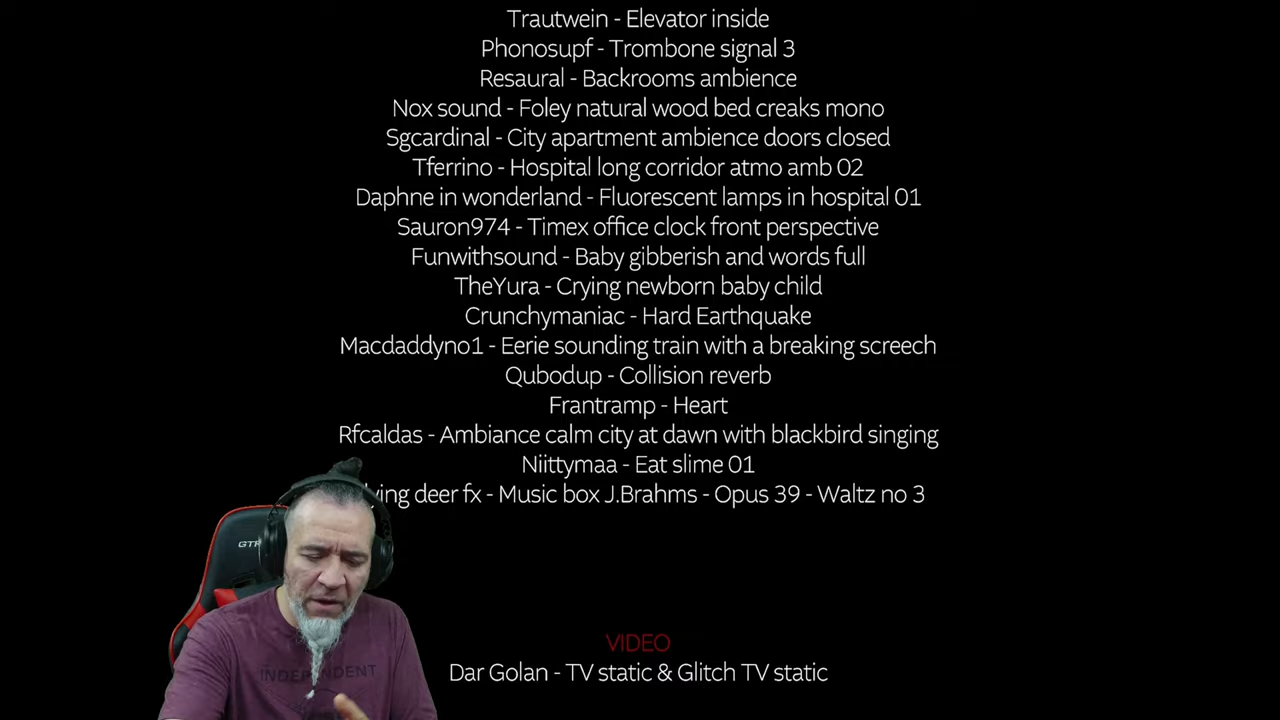 Trautwein - Elevator inside
Phonosupf - Trombone signal 3
Resaural - Backrooms ambience
Nox sound - Foley natural wood bed creaks mono
Sgcardinal - City apartment ambience doors closed
Tferrino - Hospital long corridor atmo amb 02
Daphne in wonderland - Fluorescent lamps in hospital 01
Sauron974 - Timex office clock front perspective
Funwithsound - Baby gibberish and words full
TheYura - Crying newborn baby child
Crunchymaniac - Hard Earthquake
Macdaddyno1 - Eerie sounding train with a breaking screech
Qubodup - Collision reverb
Frantramp - Heart
Rfcaldas - Ambiance calm city at dawn with blackbird singing
Niittymaa - Eat slime 01
deer fx - Music box J.Brahms - Opus 39 - Waltz no 3
INDEPENDENT
VIDEO
Dar Golan - TV static & Glitch TV static